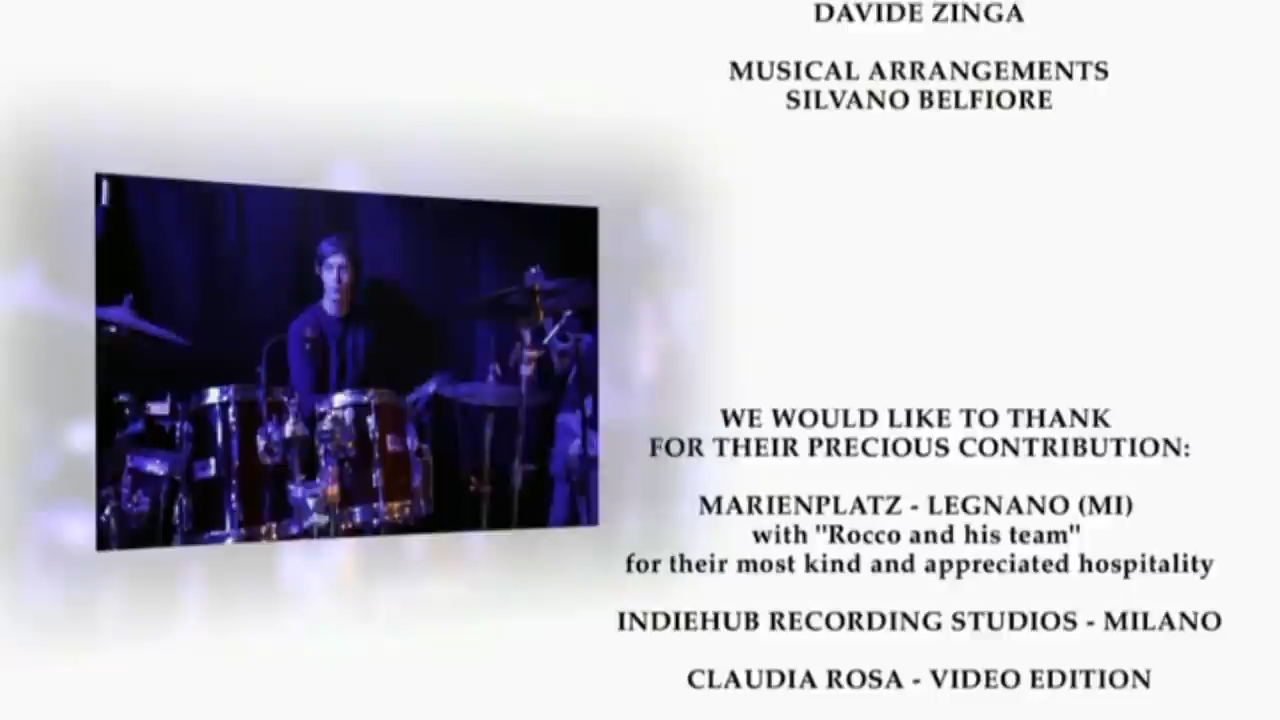 DAVIDE ZINGA
MUSICAL ARRANGEMENTS
SILVANO BELFIORE
WE WOULD LIKE TO THANK
FOR THEIR PRECIOUS CONTRIBUTION:
MARIENPLATZ - LEGNANO (MI)
with "Rocco and his team"
for their most kind and appreciated hospitality
INDIEHUB RECORDING STUDIOS - MILANO
CLAUDIA ROSA - VIDEO EDITION